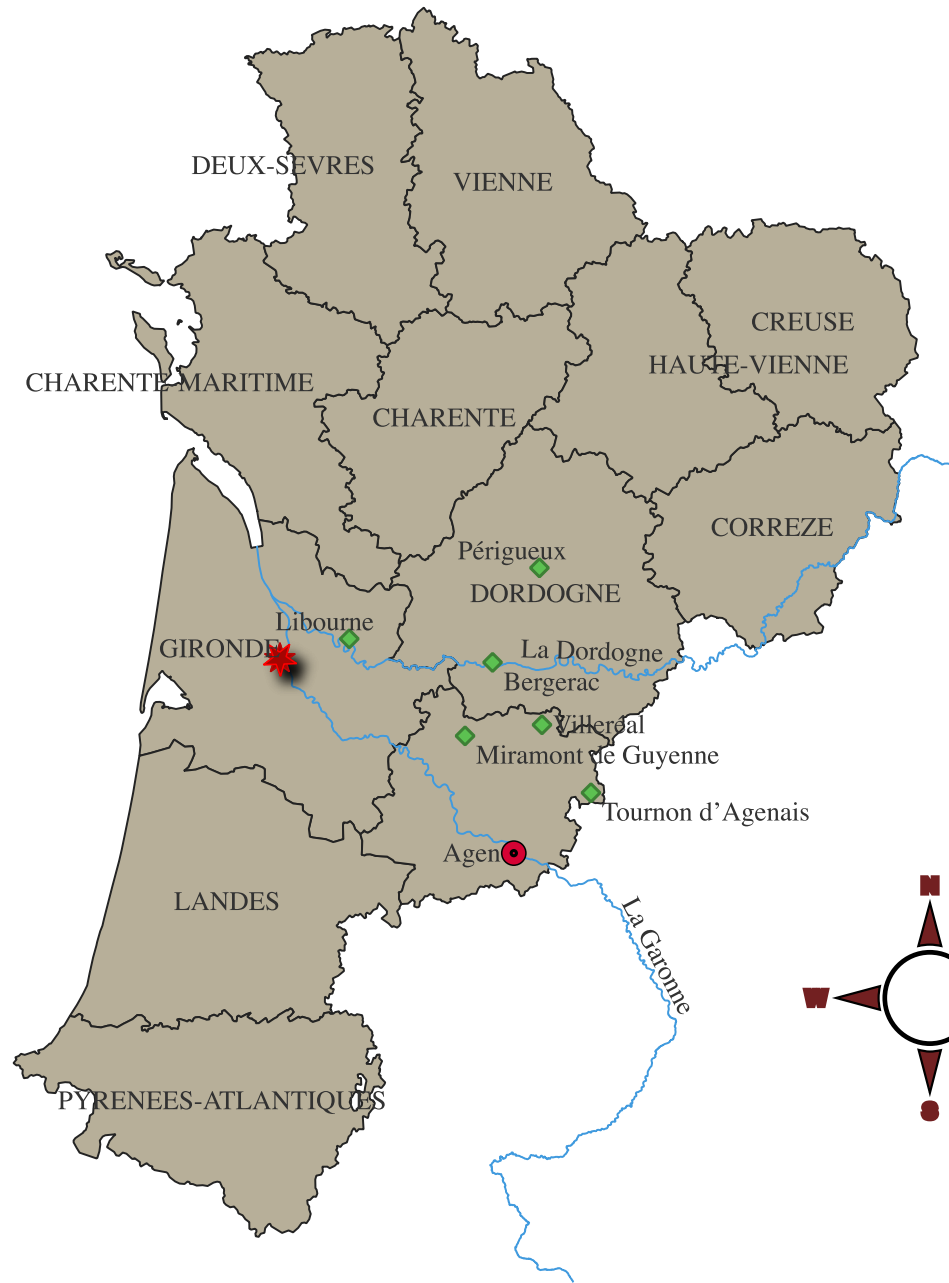 DEUX-SEVRES
VIENNE
CREUSE
HAUTE-VIENNE
CHARENTE-MARITIME
CHARENTE
CORREZE
Périgueux
DORDOGNE
Libourne
GIRONDE
La Dordogne
Bergerac
Villeréal
Miramont de Guyenne
Tournon d'Agenais
Agen
LANDES
La Garonne
N
W
S
PYRENEES-ATLANTIQUES